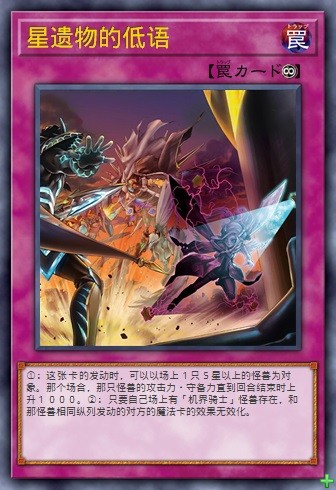 星遗物的低语
トラップ
罠
【罠カード】
①：这张卡的发动时，可以以场上１只５星以上的怪兽为对
象。那个场合，那只怪兽的攻击力·守备力直到回合结束时上
升１０００。②：只要自己场上有「机界骑士」怪兽存在，和
那怪兽相同纵列发动的对方的魔法卡的效果无效化。